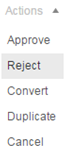 Actions
Approve
Reject
Convert
Duplicate
Cancel